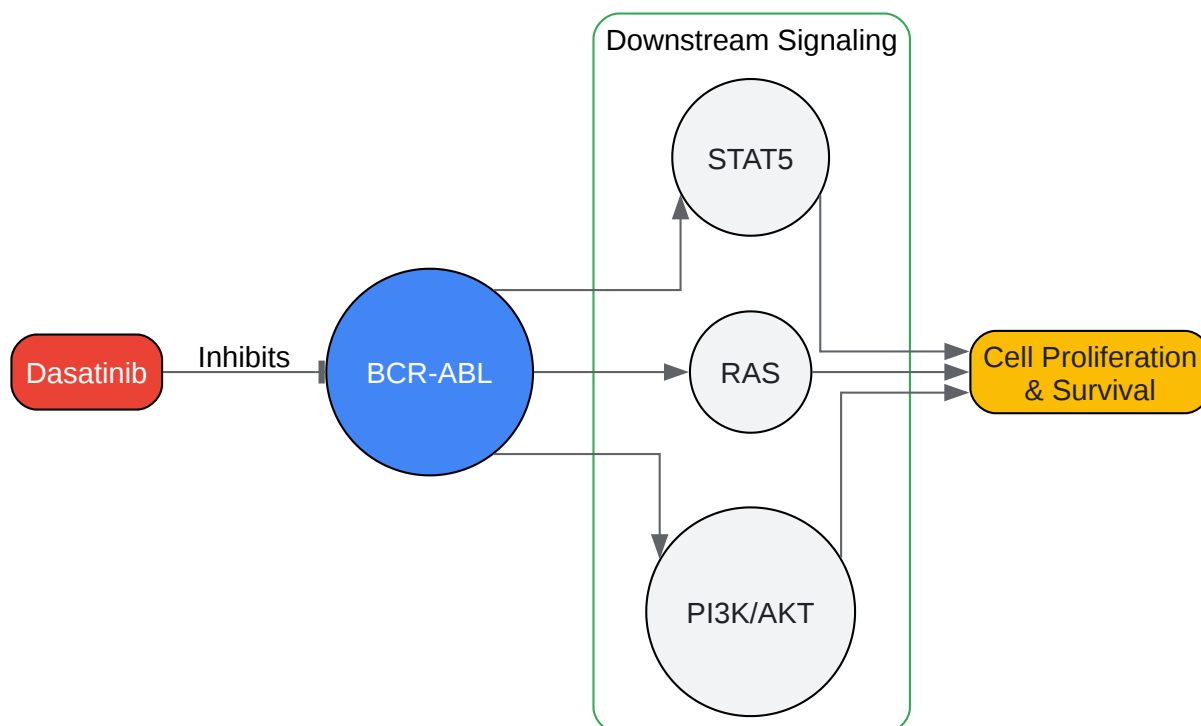 Downstream Signaling
STAT5
Dasatinib
Inhibits
BCR-ABL
RAS
Cell Proliferation
& Survival
PI3K/AKT